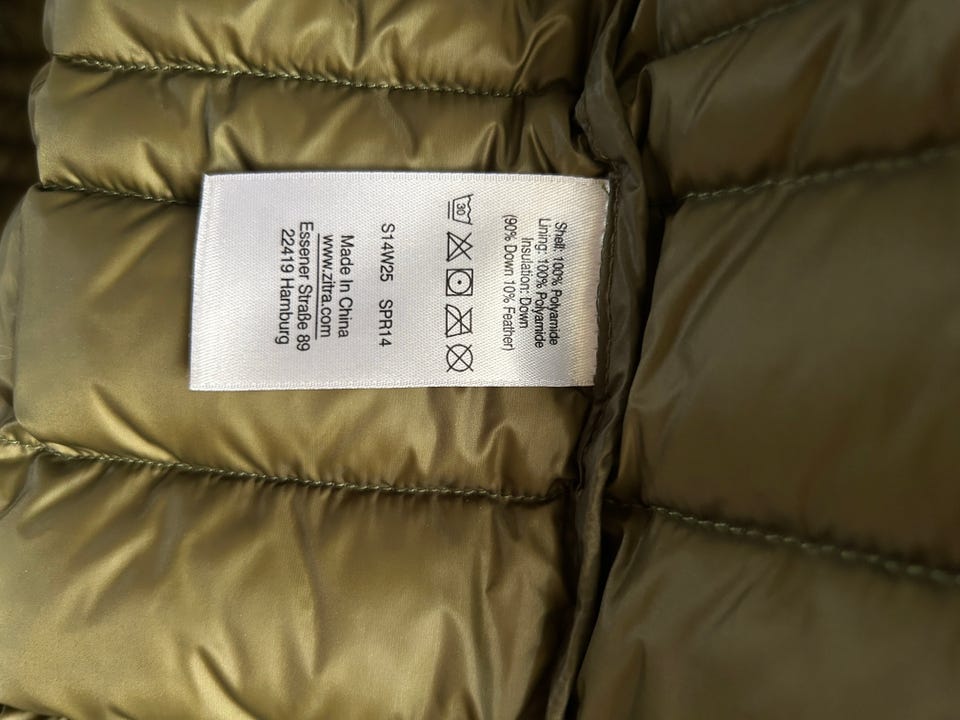 Shell: 100% Polyamide
Lining: 100% Polyamide
Insulation: Down
(90% Down 10% Feather)
30
S14W25 SPR14
Made In China
www.zitra.com
Essener Straße 89
22419 Hamburg